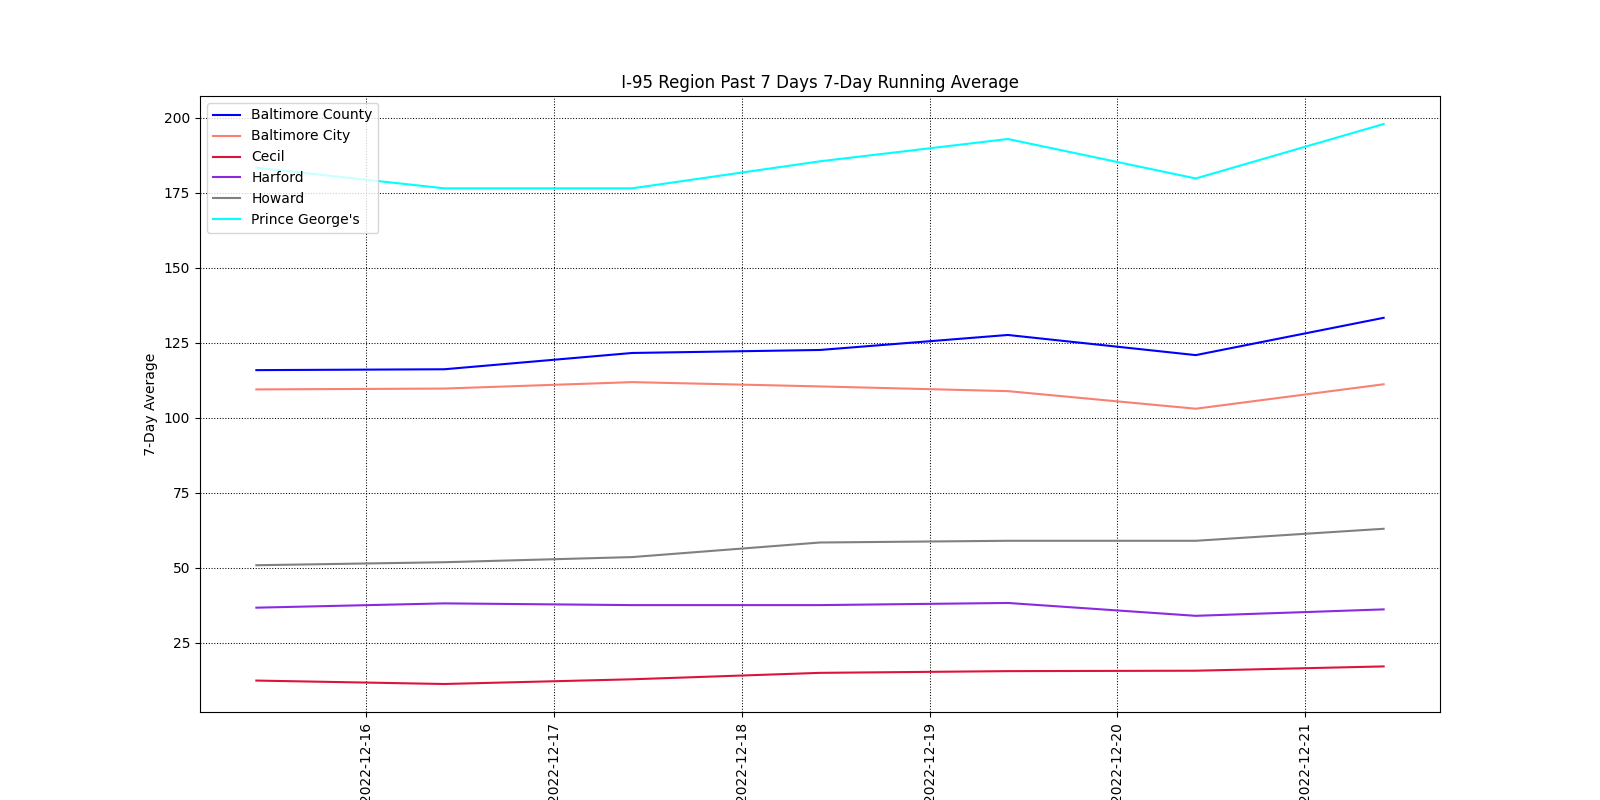 I-95 Region Past 7 Days 7-Day Running Average
Baltimore County
Baltimore City
Cecil
Harford
Howard
Prince George's
7-Day Average
200
175
150
125
100
75
50
25
2022-12-16
2022-12-17
2022-12-18
2022-12-19
2022-12-20
2022-12-21